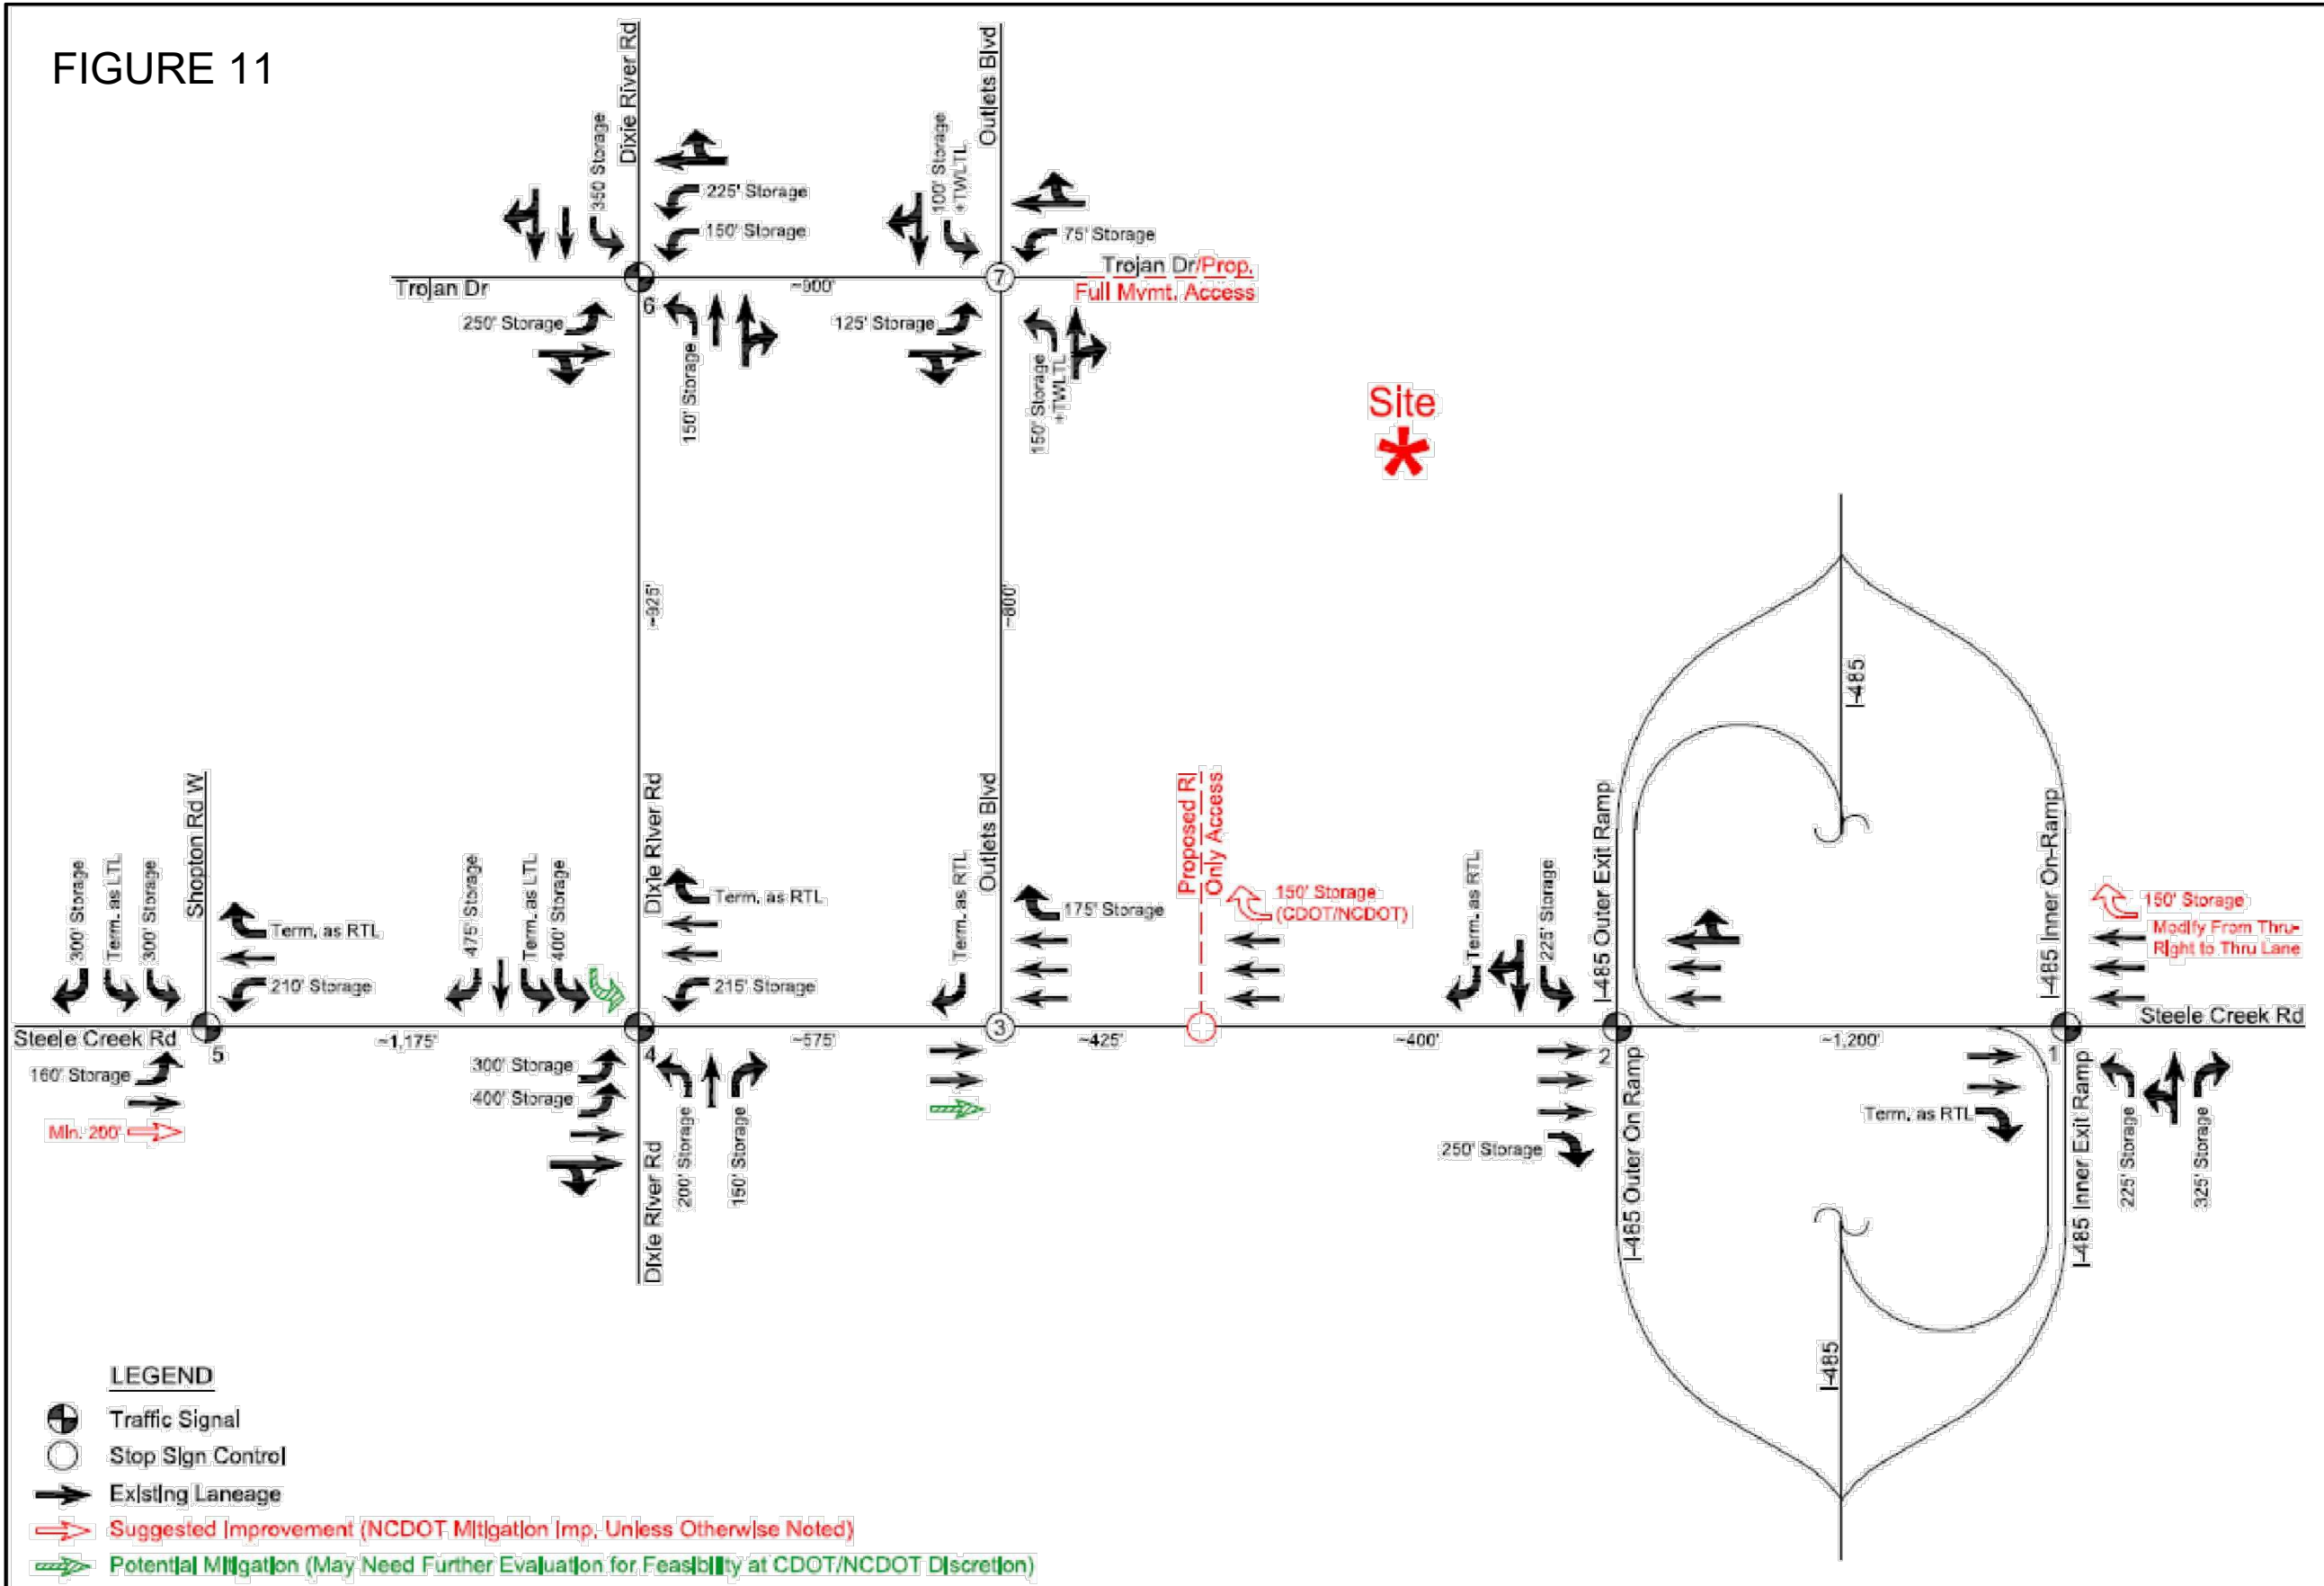 FIGURE 11
Dixie River Rd
Outlets Blvd
350 Storage
225' Storage
150' Storage
100' Storage
+TWLTL
75' Storage
Trojan Dr
~900'
Trojan Dr/Prop.
Full Mvmt. Access
6
7
250' Storage
150' Storage
125' Storage
150' Storage
+TWLTL
Site
*
~925'
~800'
I-485
Shopton Rd W
Dixie River Rd
Outlets Blvd
Proposed RI
Only Access
I-485 Outer Exit Ramp
I-485 Inner On-Ramp
300' Storage
Term. as LTL
300' Storage
Term. as RTL
210' Storage
475' Storage
Term. as LTL
400' Storage
Term. as RTL
215' Storage
Term. as RTL
175' Storage
150' Storage
(CDOT/NCDOT)
Term. as RTL
225' Storage
150' Storage
Modify From Thru-
Right to Thru Lane
Steele Creek Rd
5
~1,175'
4
~575'
3
~425'
~400'
2
~1,200'
1
Steele Creek Rd
160' Storage
Min. 200'
300' Storage
400' Storage
200' Storage
150' Storage
Dixie River Rd
250' Storage
I-485 Outer On Ramp
Term. as RTL
I-485 Inner Exit Ramp
225' Storage
325' Storage
I-485
LEGEND
Traffic Signal
Stop Sign Control
Existing Laneage
Suggested Improvement (NCDOT Mitigation Imp. Unless Otherwise Noted)
Potential Mitigation (May Need Further Evaluation for Feasibility at CDOT/NCDOT Discretion)